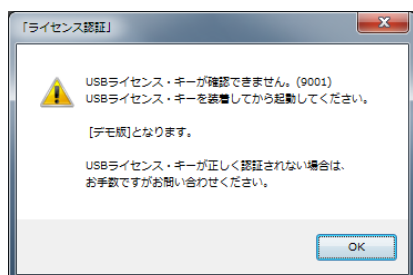 「ライセンス認証」
USBライセンス・キーが確認できません。(9001)
USBライセンス・キーを装着してから起動してください。
[デモ版]となります。
USBライセンス・キーが正しく認証されない場合は、
お手数ですがお問い合わせください。
OK